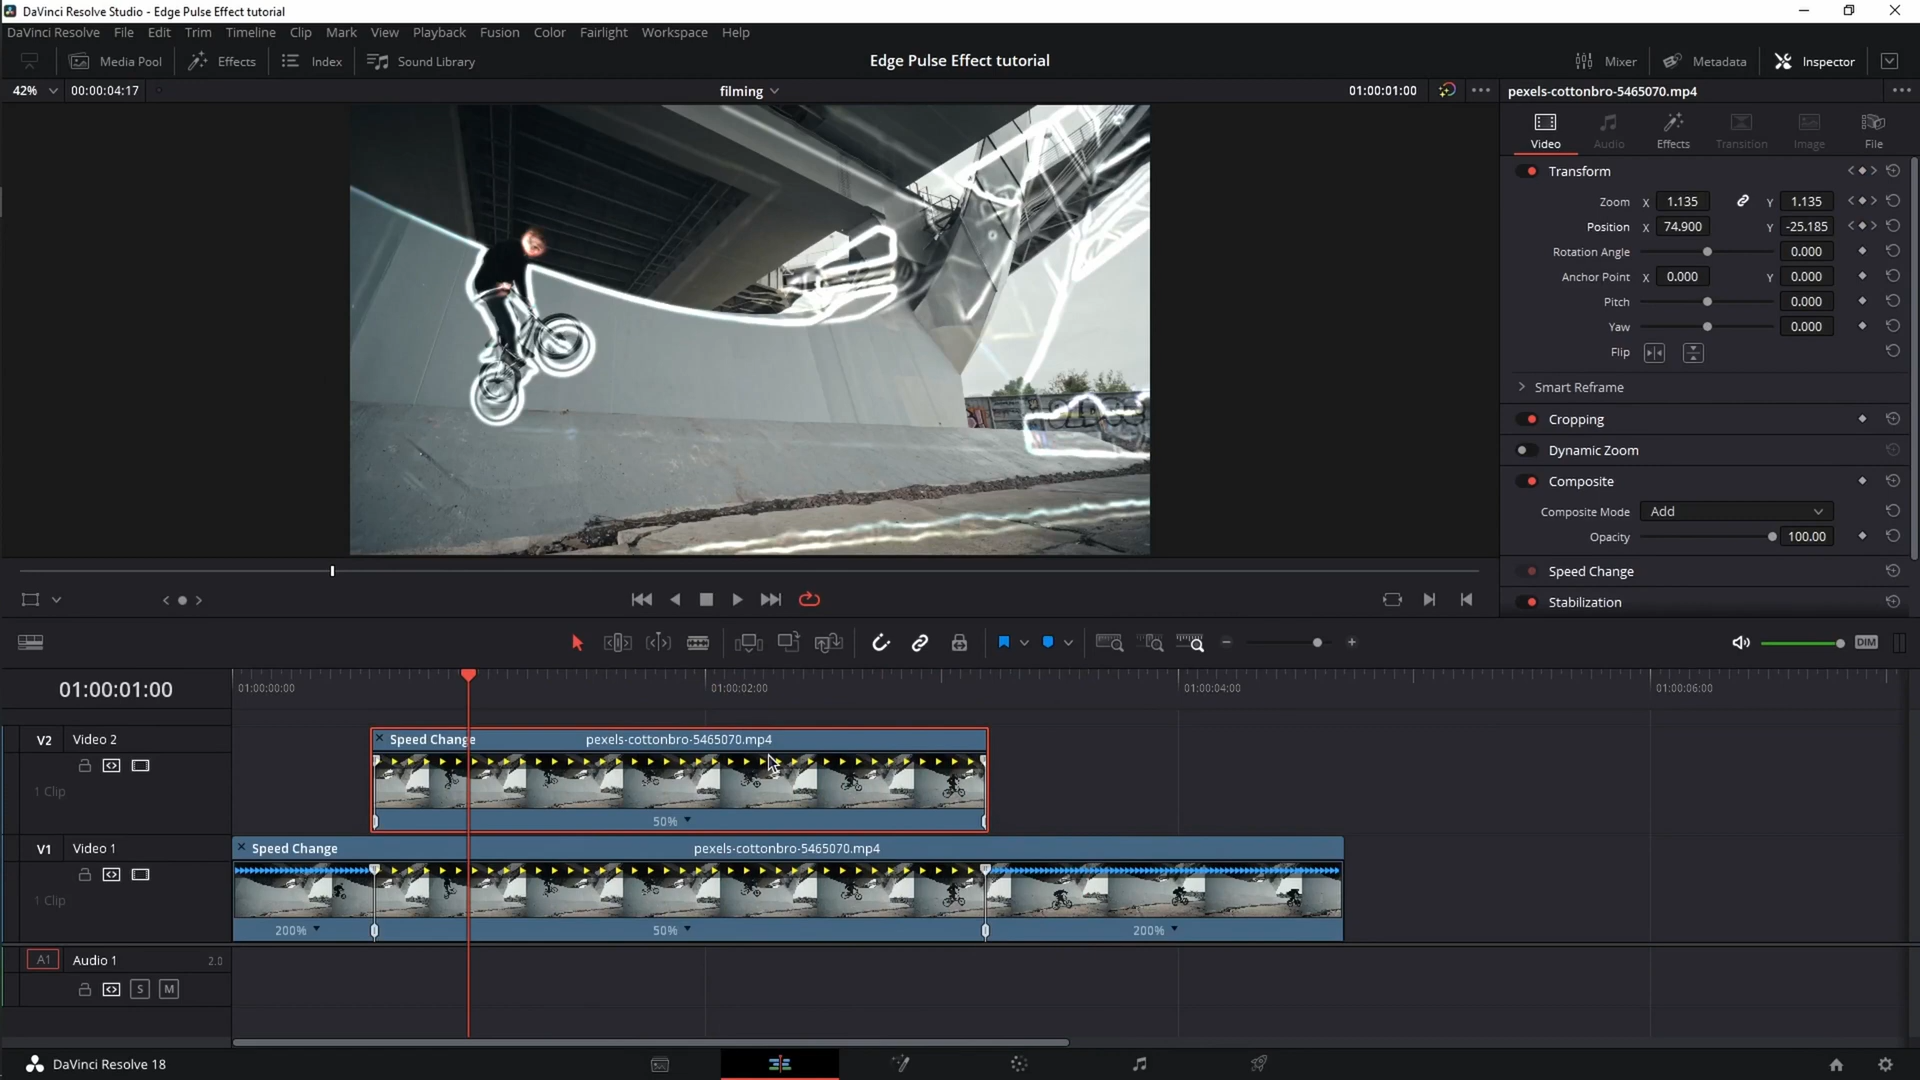 DaVinci Resolve Studio - Edge Pulse Effect tutorial
DaVinci Resolve File Edit Trim Timeline Clip Mark View Playback Fusion Color Fairlight Workspace Help
Media Pool Effects Index Sound Library Edge Pulse Effect tutorial Mixer Metadata Inspector
42% 00:00:04:17 filming 01:00:01:00 pexels-cottonbro-5465070.mp4
Video Audio Effects Transition Image File
Transform
Zoom X 1.135 Y 1.135
Position X 74.900 Y -25.185
Rotation Angle 0.000
Anchor Point X 0.000 Y 0.000
Pitch 0.000
Yaw 0.000
Flip
Smart Reframe
Cropping
Dynamic Zoom
Composite
Composite Mode Add
Opacity 100.00
Speed Change
Stabilization
DIM
01:00:01:00 01:00:00:00 01:00:02:00 01:00:04:00 01:00:06:00
V2 Video 2 Speed Change pexels-cottonbro-5465070.mp4
1 Clip
50%
V1 Video 1 Speed Change pexels-cottonbro-5465070.mp4
1 Clip
200% 50% 200%
A1 Audio 1 2.0
S M
DaVinci Resolve 18